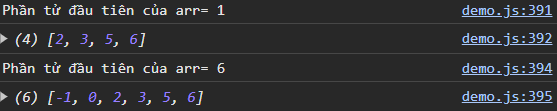 Phần tử đầu tiên của arr= 1 demo.js:391
▶ (4) [2, 3, 5, 6] demo.js:392
Phần tử đầu tiên của arr= 6 demo.js:394
▶ (6) [-1, 0, 2, 3, 5, 6] demo.js:395